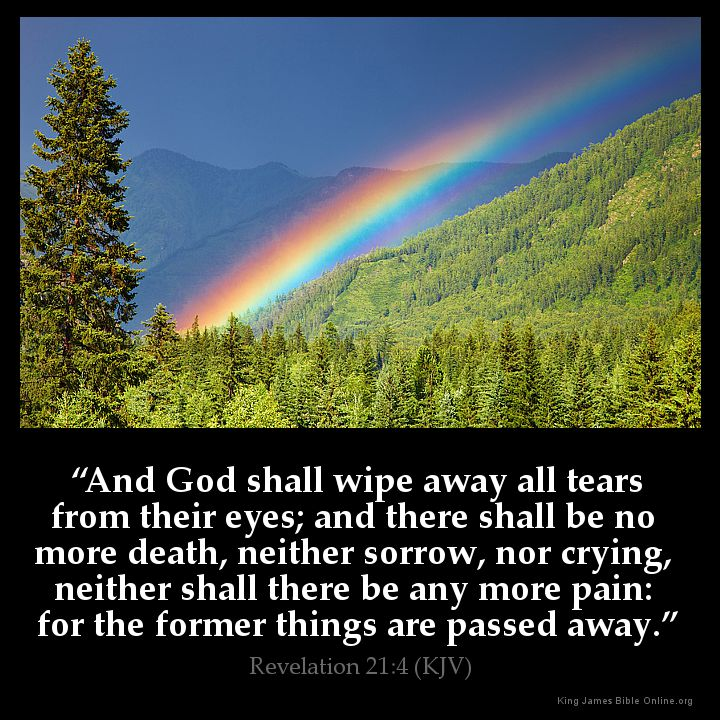 “And God shall wipe away all tears
from their eyes; and there shall be no
more death, neither sorrow, nor crying,
neither shall there be any more pain:
for the former things are passed away.”
Revelation 21:4 (KJV)
King James Bible Online.org